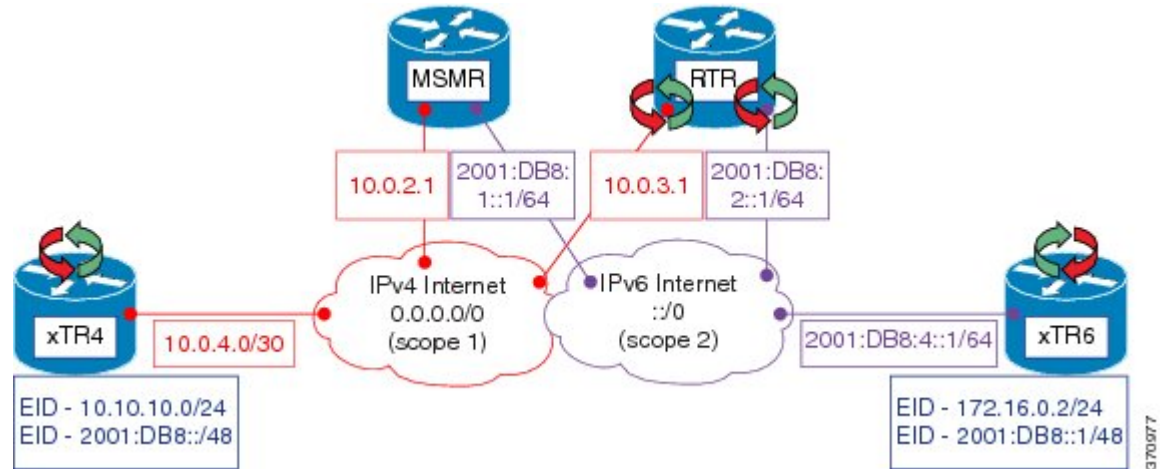 MSMR
RTR
10.0.2.1
2001:DB8:
1::1/64
10.0.3.1
2001:DB8:
2::1/64
IPv4 Internet
0.0.0.0/0
(scope 1)
IPv6 Internet
::/0
(scope 2)
xTR4
10.0.4.0/30
2001:DB8:4::1/64
xTR6
EID - 10.10.10.0/24
EID - 2001:DB8::/48
EID - 172.16.0.2/24
EID - 2001:DB8::1/48
370977